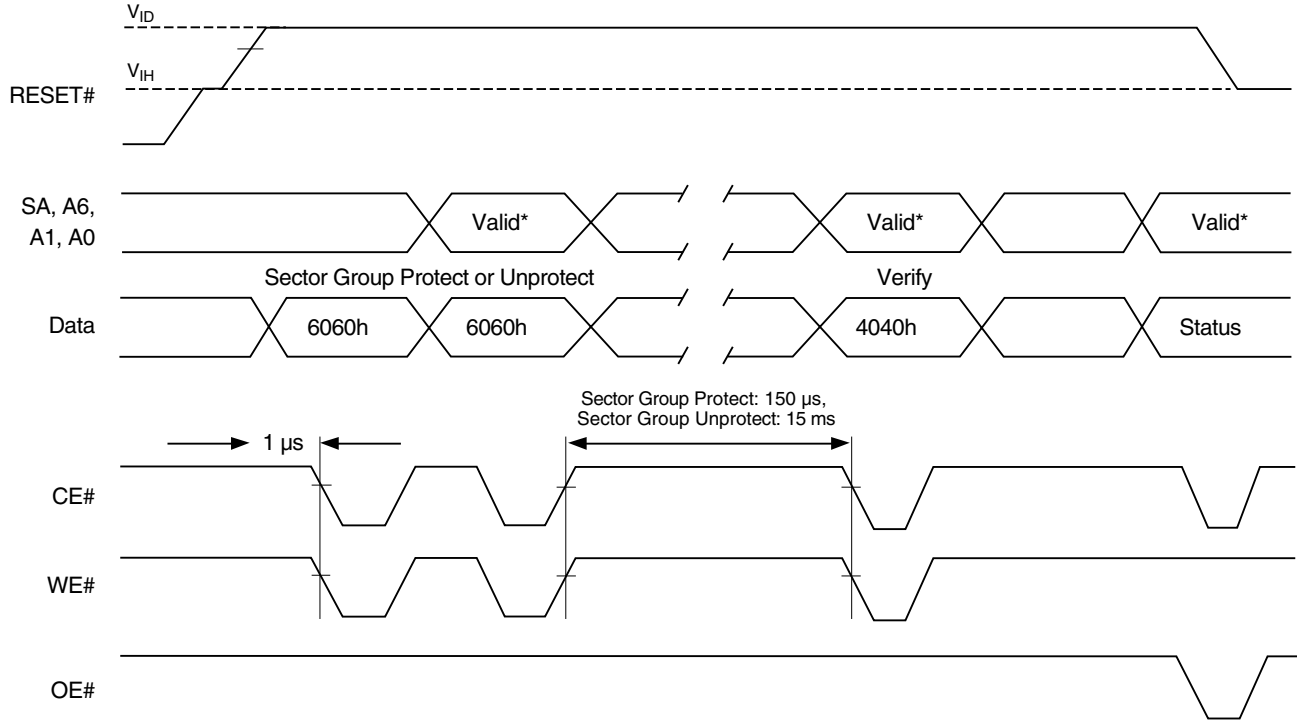 VID
VIH
RESET#
SA, A6,
A1, A0
Valid*
Valid*
Valid*
Sector Group Protect or Unprotect
Verify
Data
6060h
6060h
4040h
Status
Sector Group Protect: 150 µs,
Sector Group Unprotect: 15 ms
1 µs
CE#
WE#
OE#